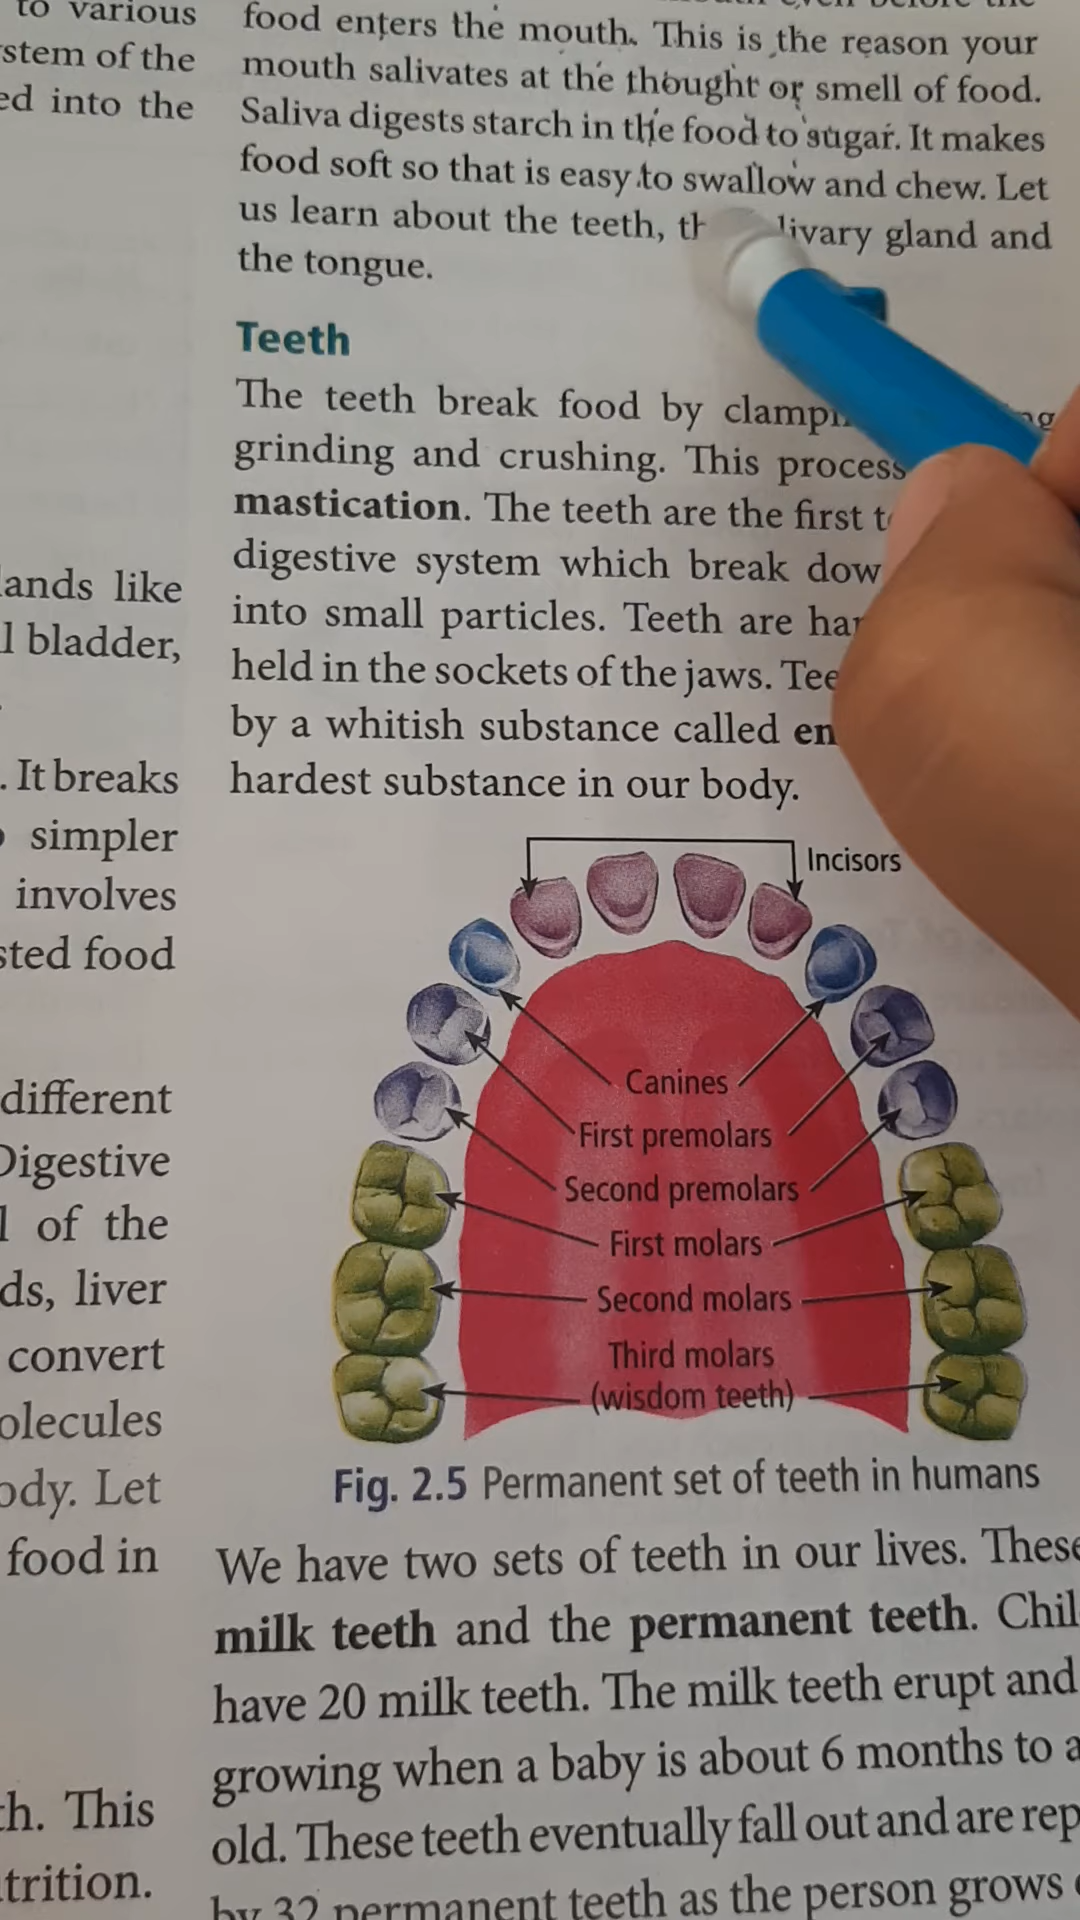 to various
stem of the
ed into the
lands like
l bladder,
. It breaks
simpler
involves
sted food
different
Digestive
l of the
ds, liver
convert
olecules
ody. Let
food in
th. This
trition.
food enters the mouth. This is the reason your
mouth salivates at the thought or smell of food.
Saliva digests starch in the food to sugar. It makes
food soft so that is easy to swallow and chew. Let
us learn about the teeth, livary gland and
the tongue.
Teeth
The teeth break food by
grinding and crushing. This process
mastication. The teeth are the first
digestive system which break
into small particles. Teeth are
held in the sockets of the jaws.
by a whitish substance called
hardest substance in our body.
Incisors
Canines
First premolars
Second premolars
First molars
Second molars
Third molars
(wisdom teeth)
Fig. 2.5 Permanent set of teeth in humans
We have two sets of teeth in our lives. These
milk teeth and the permanent teeth. Chil
have 20 milk teeth. The milk teeth erupt and
growing when a baby is about 6 months to a
old. These teeth eventually fall out and are rep
by 32 permanent teeth as the person grows